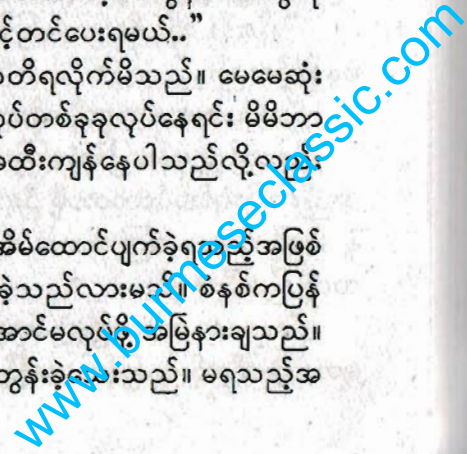 ့်တင်ပေးရမယ်..”
တိရလိုက်မိသည်။ မေမေဆုံး
ုပ်တစ်ခုခုလုပ်နေရင်း မိမိဘာ
ထီးကျန်နေပါသည်လို့လည်း
အိမ်ထောင်ပျက်ခဲ့ရသည့်အဖြစ်
ခဲ့သည်လားမသိ။ စနစ်ကပြန်
အောင်မလုပ်ဖို့ အမြဲနားချသည်။
တွန်းခဲ့သေးသည်။ မရသည့်အ
www.burmeseclassic.com